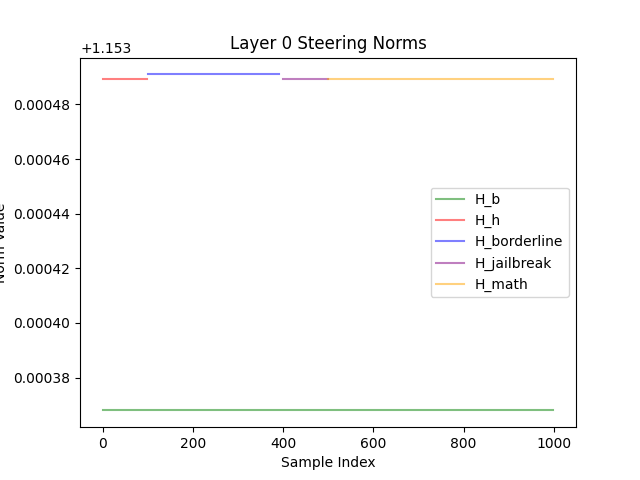 Layer 0 Steering Norms
+1.153
0.00048
0.00046
0.00044
0.00042
0.00040
0.00038
Norm Value
H_b
H_h
H_borderline
H_jailbreak
H_math
0 200 400 600 800 1000
Sample Index